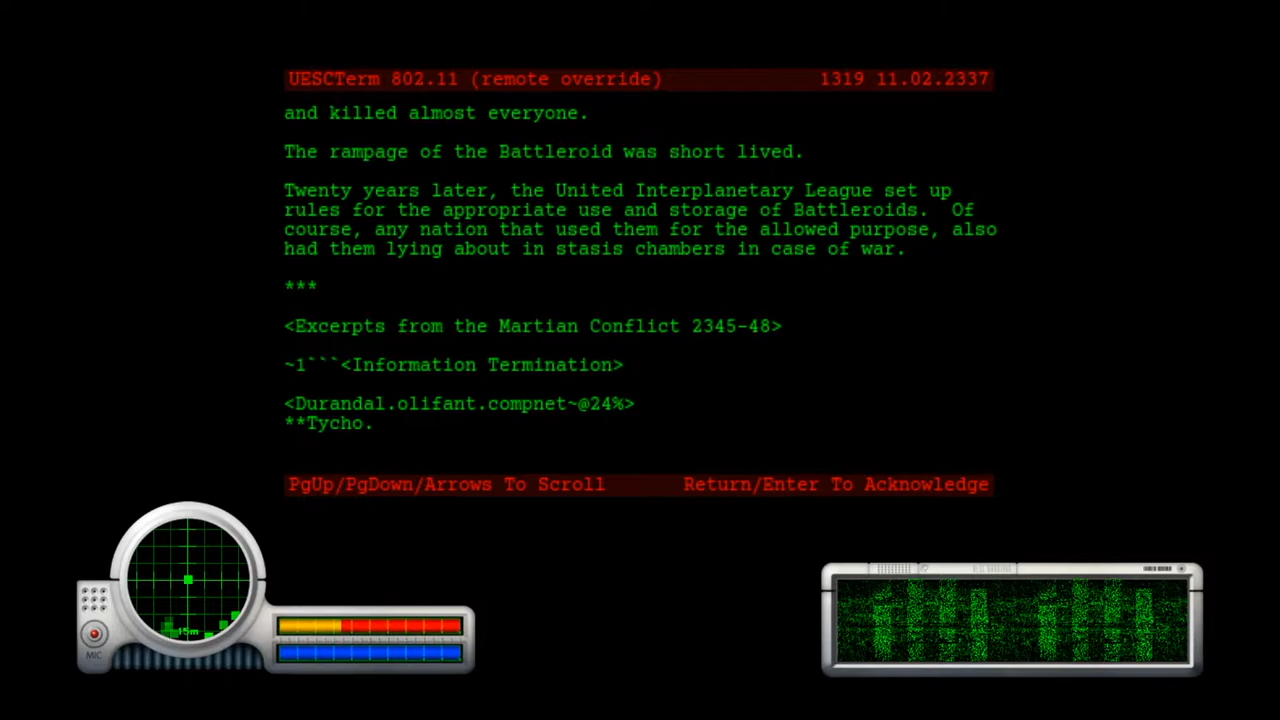 UESCTerm 802.11 (remote override) 1319 11.02.2337
and killed almost everyone.
The rampage of the Battleroid was short lived.
Twenty years later, the United Interplanetary League set up
rules for the appropriate use and storage of Battleroids.  Of
course, any nation that used them for the allowed purpose, also
had them lying about in stasis chambers in case of war.
***
<Excerpts from the Martian Conflict 2345-48>
~1```<Information Termination>
<Durandal.olifant.compnet~@24%>
**Tycho.
PgUp/PgDown/Arrows To Scroll Return/Enter To Acknowledge
15m
MIC